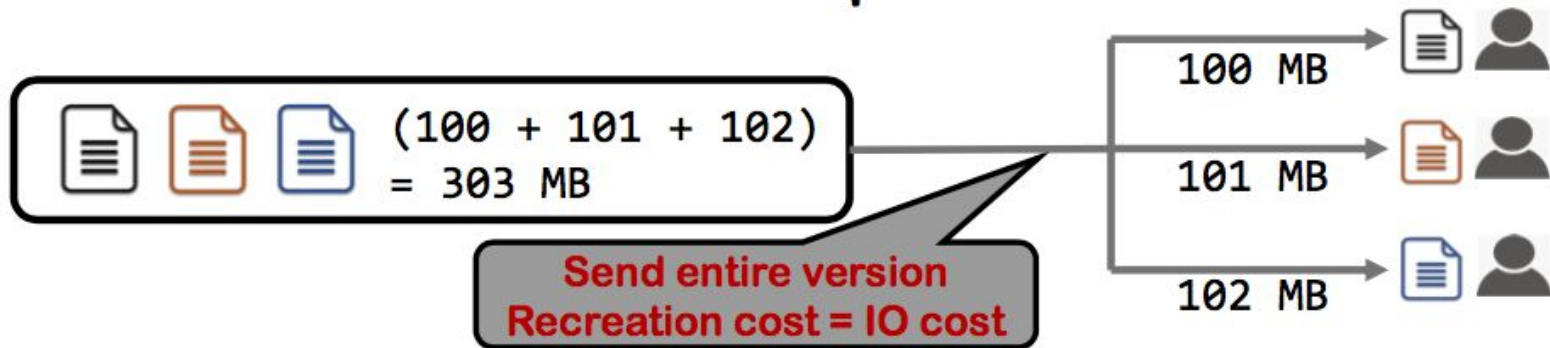 100 MB
(100 + 101 + 102)
= 303 MB
101 MB
Send entire version
Recreation cost = IO cost
102 MB